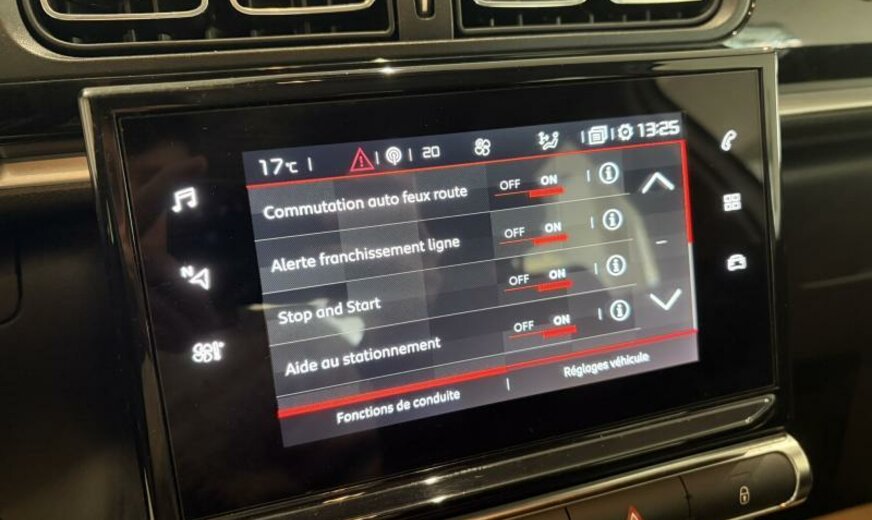 17°C 20 13:25
Commutation auto feux route OFF ON
Alerte franchissement ligne OFF ON
Stop and Start OFF ON
Aide au stationnement OFF ON
Fonctions de conduite Réglages véhicule
N